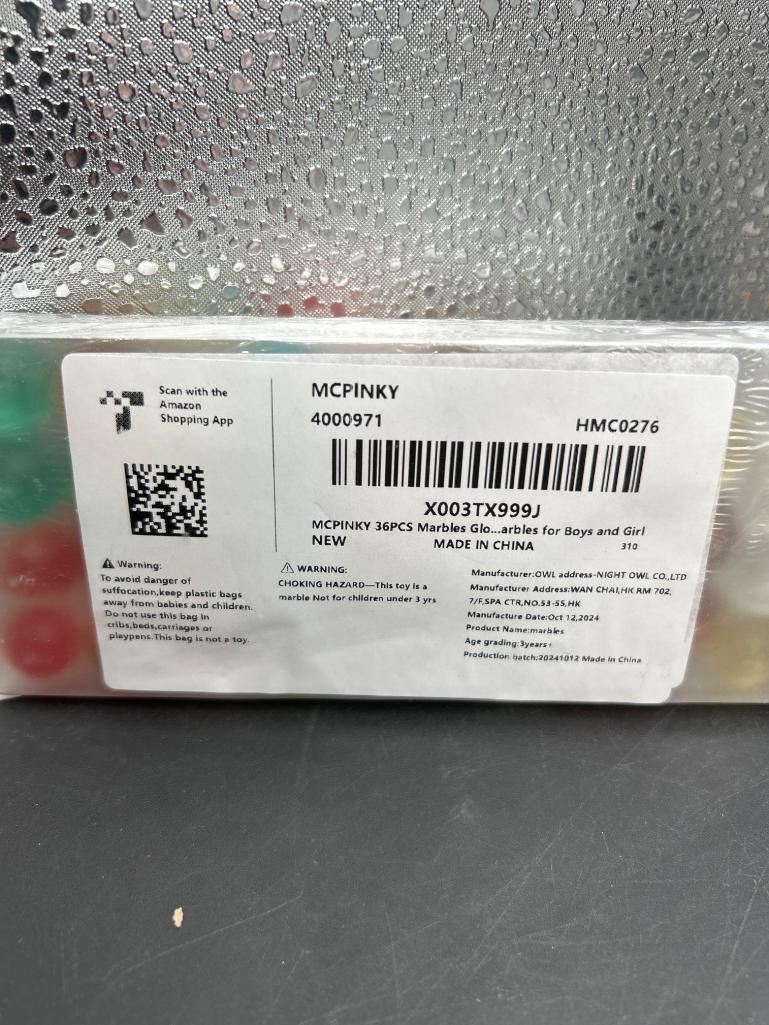 Scan with the
Amazon
Shopping App
MCPINKY
4000971
HMC0276
X003TX999J
MCPINKY 36PCS Marbles Glo...arbles for Boys and Girl
NEW
MADE IN CHINA
310
Warning:
To avoid danger of
suffocation,keep plastic bags
away from babies and children.
Do not use this bag in
cribs,beds,carriages or
playpens.This bag is not a toy.
WARNING:
CHOKING HAZARD—This toy is a
marble Not for children under 3 yrs
Manufacturer:OWL address-NIGHT OWL CO.,LTD
Manufacturer Address:WAN CHAI,HK RM 702,
7/F,SPA CTR,NO.53-55,HK
Manufacture Date:Oct 12,2024
Product Name:marbles
Age grading:3years+
Production batch:20241012 Made in China